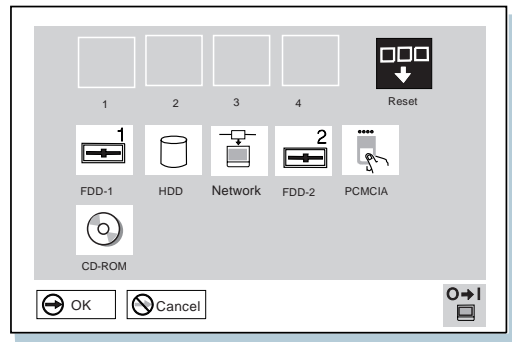 1 2 3 4 Reset
1 2
FDD-1 HDD Network FDD-2 PCMCIA
CD-ROM
OK Cancel